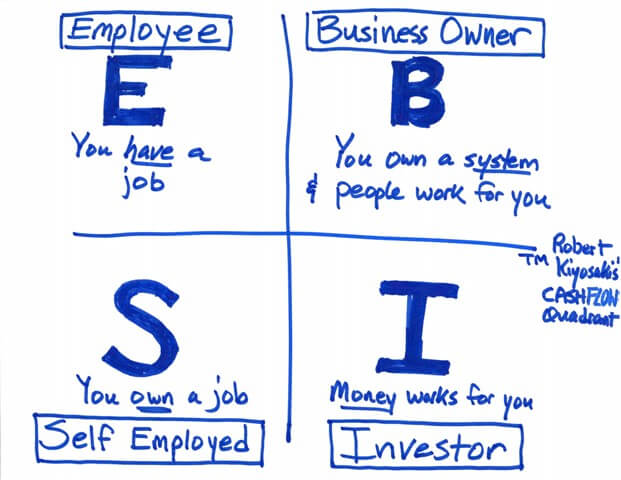 Employee
E
You have a
job
Business Owner
B
You own a system
& people work for you
TM Robert
Kiyosaki's
CASHFLOW
Quadrant
S
You own a job
Self Employed
I
Money works for you
Investor